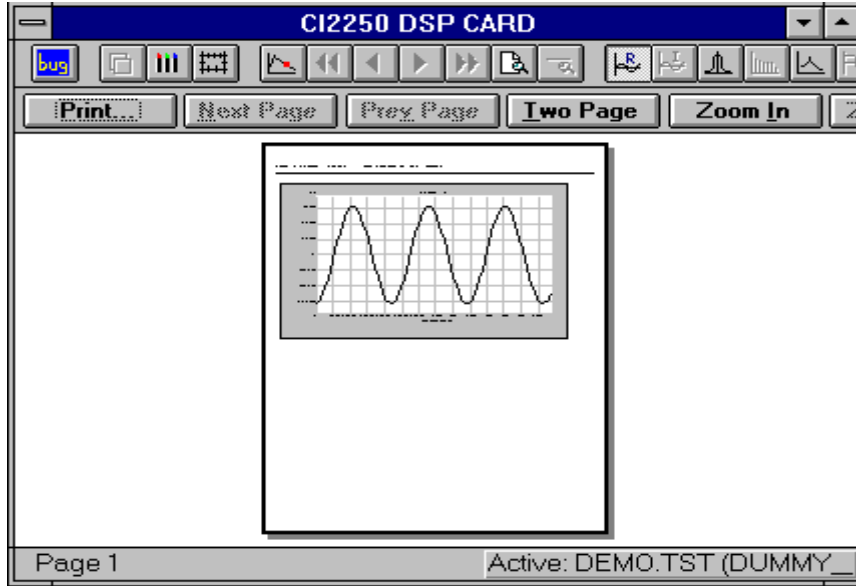 CI2250 DSP CARD
bug
R
Print... Next Page Prev Page Two Page Zoom In
Page 1
Active: DEMO.TST (DUMMY_